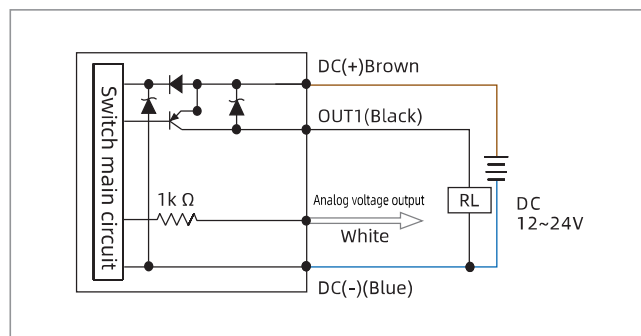 DC(+)Brown
OUT1(Black)
Switch main circuit
1k Ω
Analog voltage output
White
RL
DC
12~24V
DC(-)(Blue)